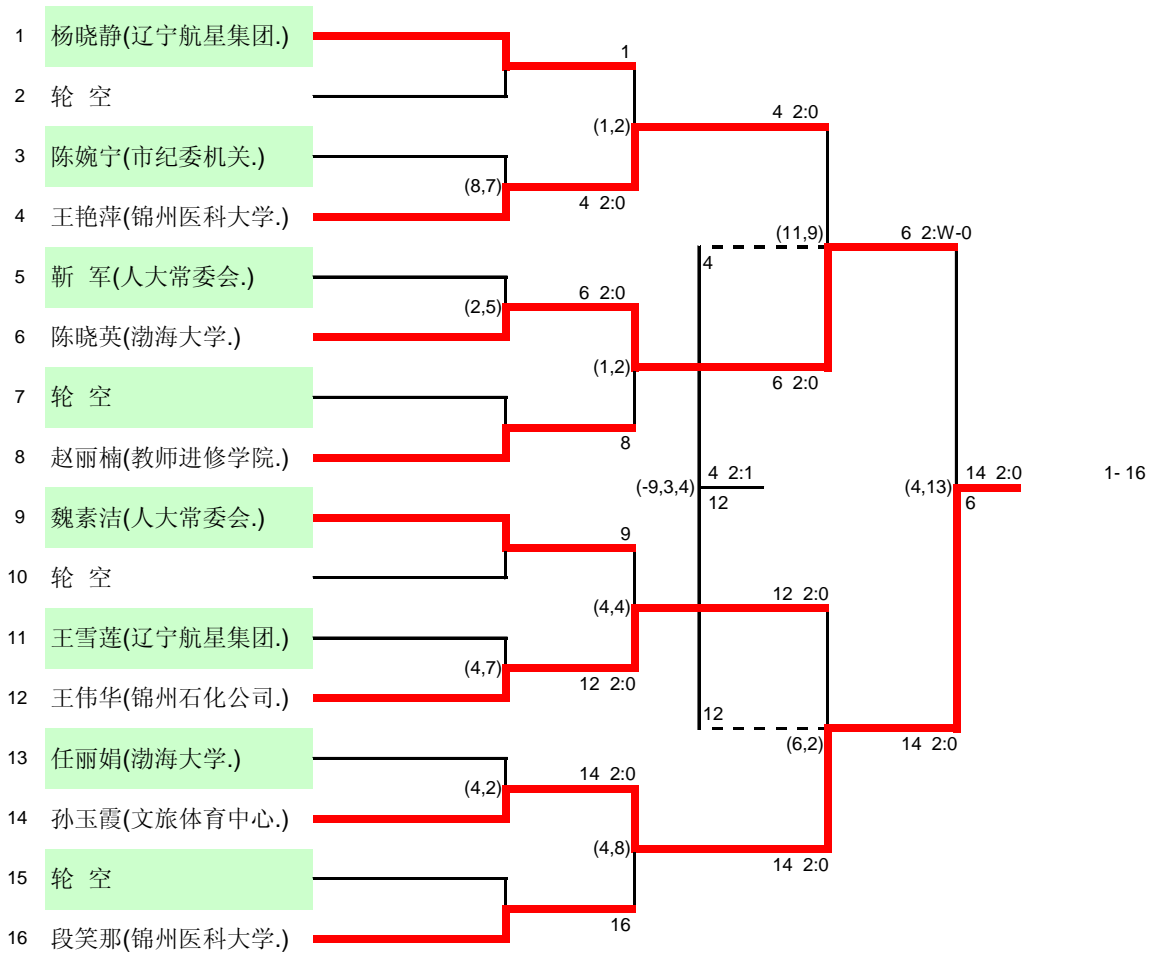 1 杨晓静(辽宁航星集团.)
1
2 轮 空
4 2:0
(1,2)
3 陈婉宁(市纪委机关.)
(8,7)
4 2:0
4 王艳萍(锦州医科大学.)
(11,9)
6 2:W-0
4
5 靳 军(人大常委会.)
6 2:0
(2,5)
6 陈晓英(渤海大学.)
(1,2)
6 2:0
7 轮 空
8
8 赵丽楠(教师进修学院.)
(-9,3,4)
4 2:1
12
(4,13)
14 2:0
6
1- 16
9 魏素洁(人大常委会.)
9
10 轮 空
12 2:0
(4,4)
11 王雪莲(辽宁航星集团.)
(4,7)
12 2:0
12 王伟华(锦州石化公司.)
12
(6,2)
14 2:0
13 任丽娟(渤海大学.)
14 2:0
(4,2)
14 孙玉霞(文旅体育中心.)
(4,8)
14 2:0
15 轮 空
16
16 段笑那(锦州医科大学.)